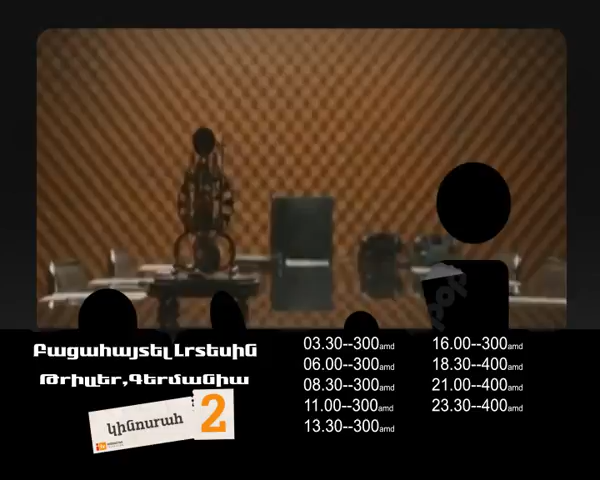 Բացահայտել Լրտեսին
Թրիլլեր,Գերմանիա
կինոսրահ 2
03.30--300amd
06.00--300amd
08.30--300amd
11.00--300amd
13.30--300amd
16.00--300amd
18.30--400amd
21.00--400amd
23.30--400amd